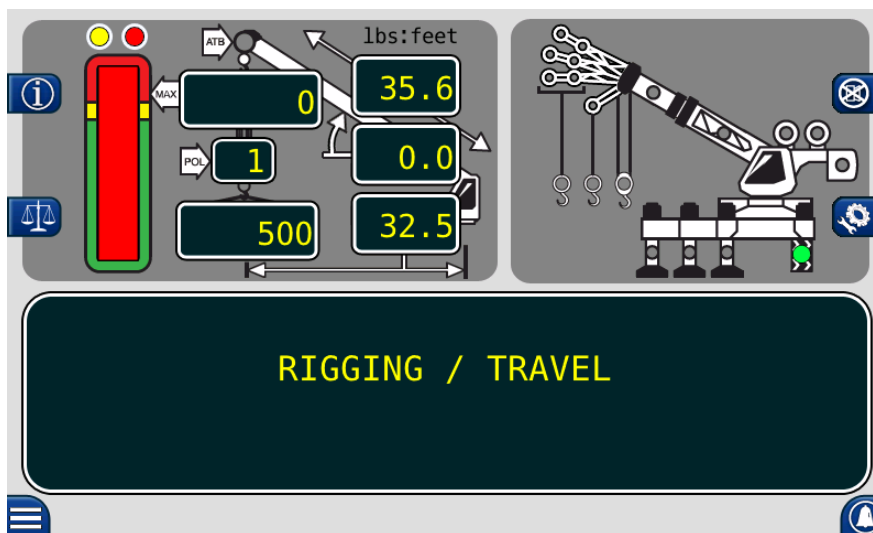 ATB
lbs:feet
MAX
0
35.6
POL
1
0.0
500
32.5
RIGGING / TRAVEL